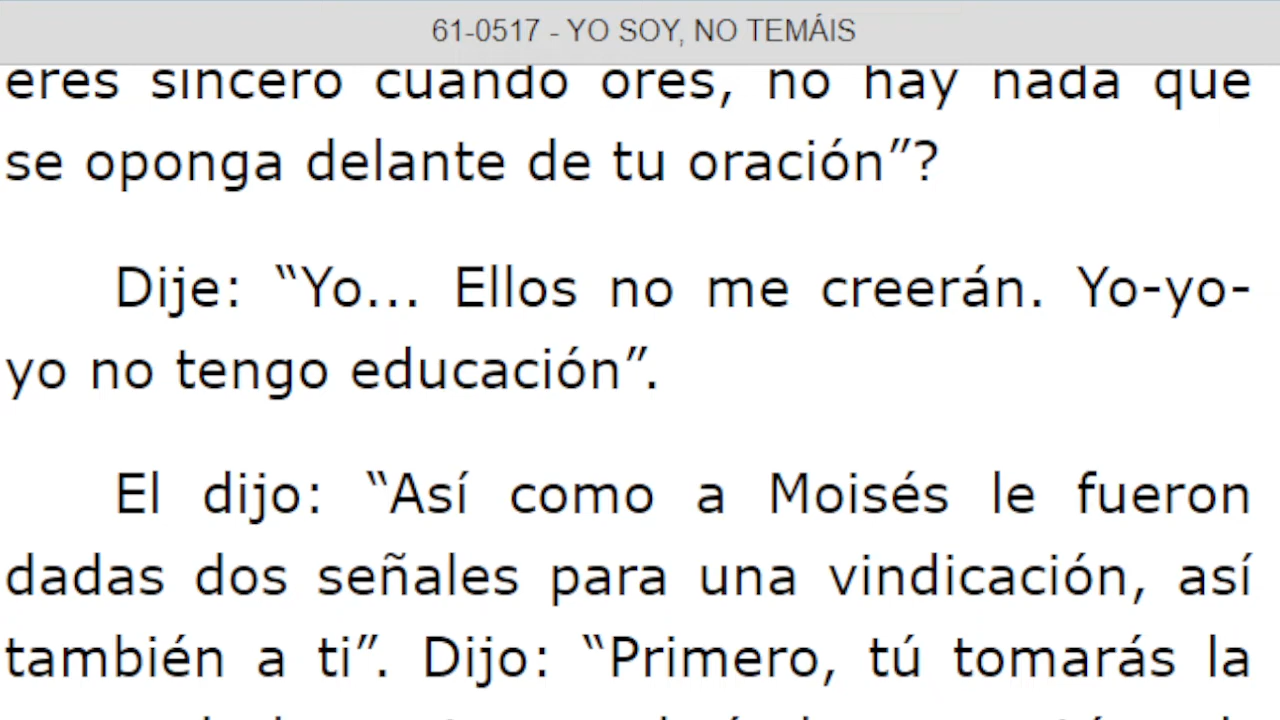 61-0517 - YO SOY, NO TEMÁIS
eres sincero cuando ores, no hay nada que
se oponga delante de tu oración”?
Dije: “Yo... Ellos no me creerán. Yo-yo-
yo no tengo educación”.
El dijo: “Así como a Moisés le fueron
dadas dos señales para una vindicación, así
también a ti”. Dijo: “Primero, tú tomarás la